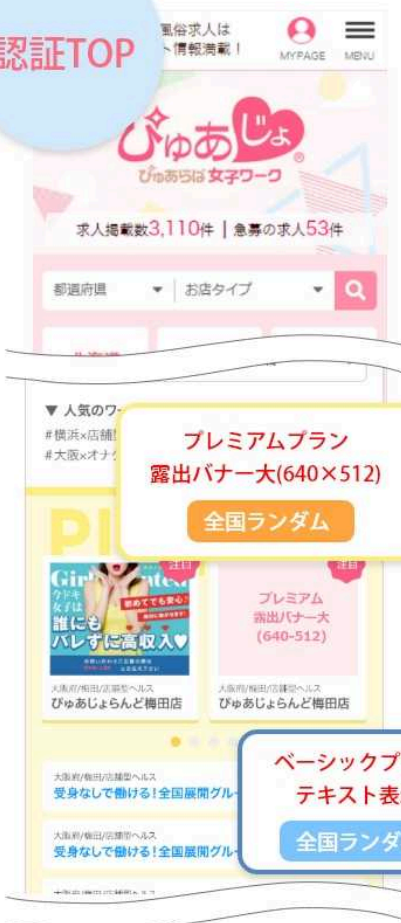 認証TOP
風俗求人は
ト情報満載！
MYPAGE
MENU
ぴゅあじょ
ぴゅあらば 女子ワーク
求人掲載数3,110件 | 急募の求人53件
都道府県
お店タイプ
▼ 人気のワー
#横浜×店舗
#大阪×オナク
プレミアムプラン
露出バナー大(640×512)
全国ランダム
PI
注目
注目
Gir
今ドキ
女子は
初めてでも安心♪
誰にも
バレずに高収入♥
プレミアム
露出バナー大
(640-512)
大阪府/梅田/店舗型ヘルス
ぴゅあじょらんど梅田店
大阪府/梅田/店舗型ヘルス
ぴゅあじょらんど梅田店
ベーシックプ
テキスト表
全国ランダ
大阪府/梅田/店舗型ヘルス
受身なしで働ける!全国展開グル
大阪府/梅田/店舗型ヘルス
受身なしで働ける!全国展開グル